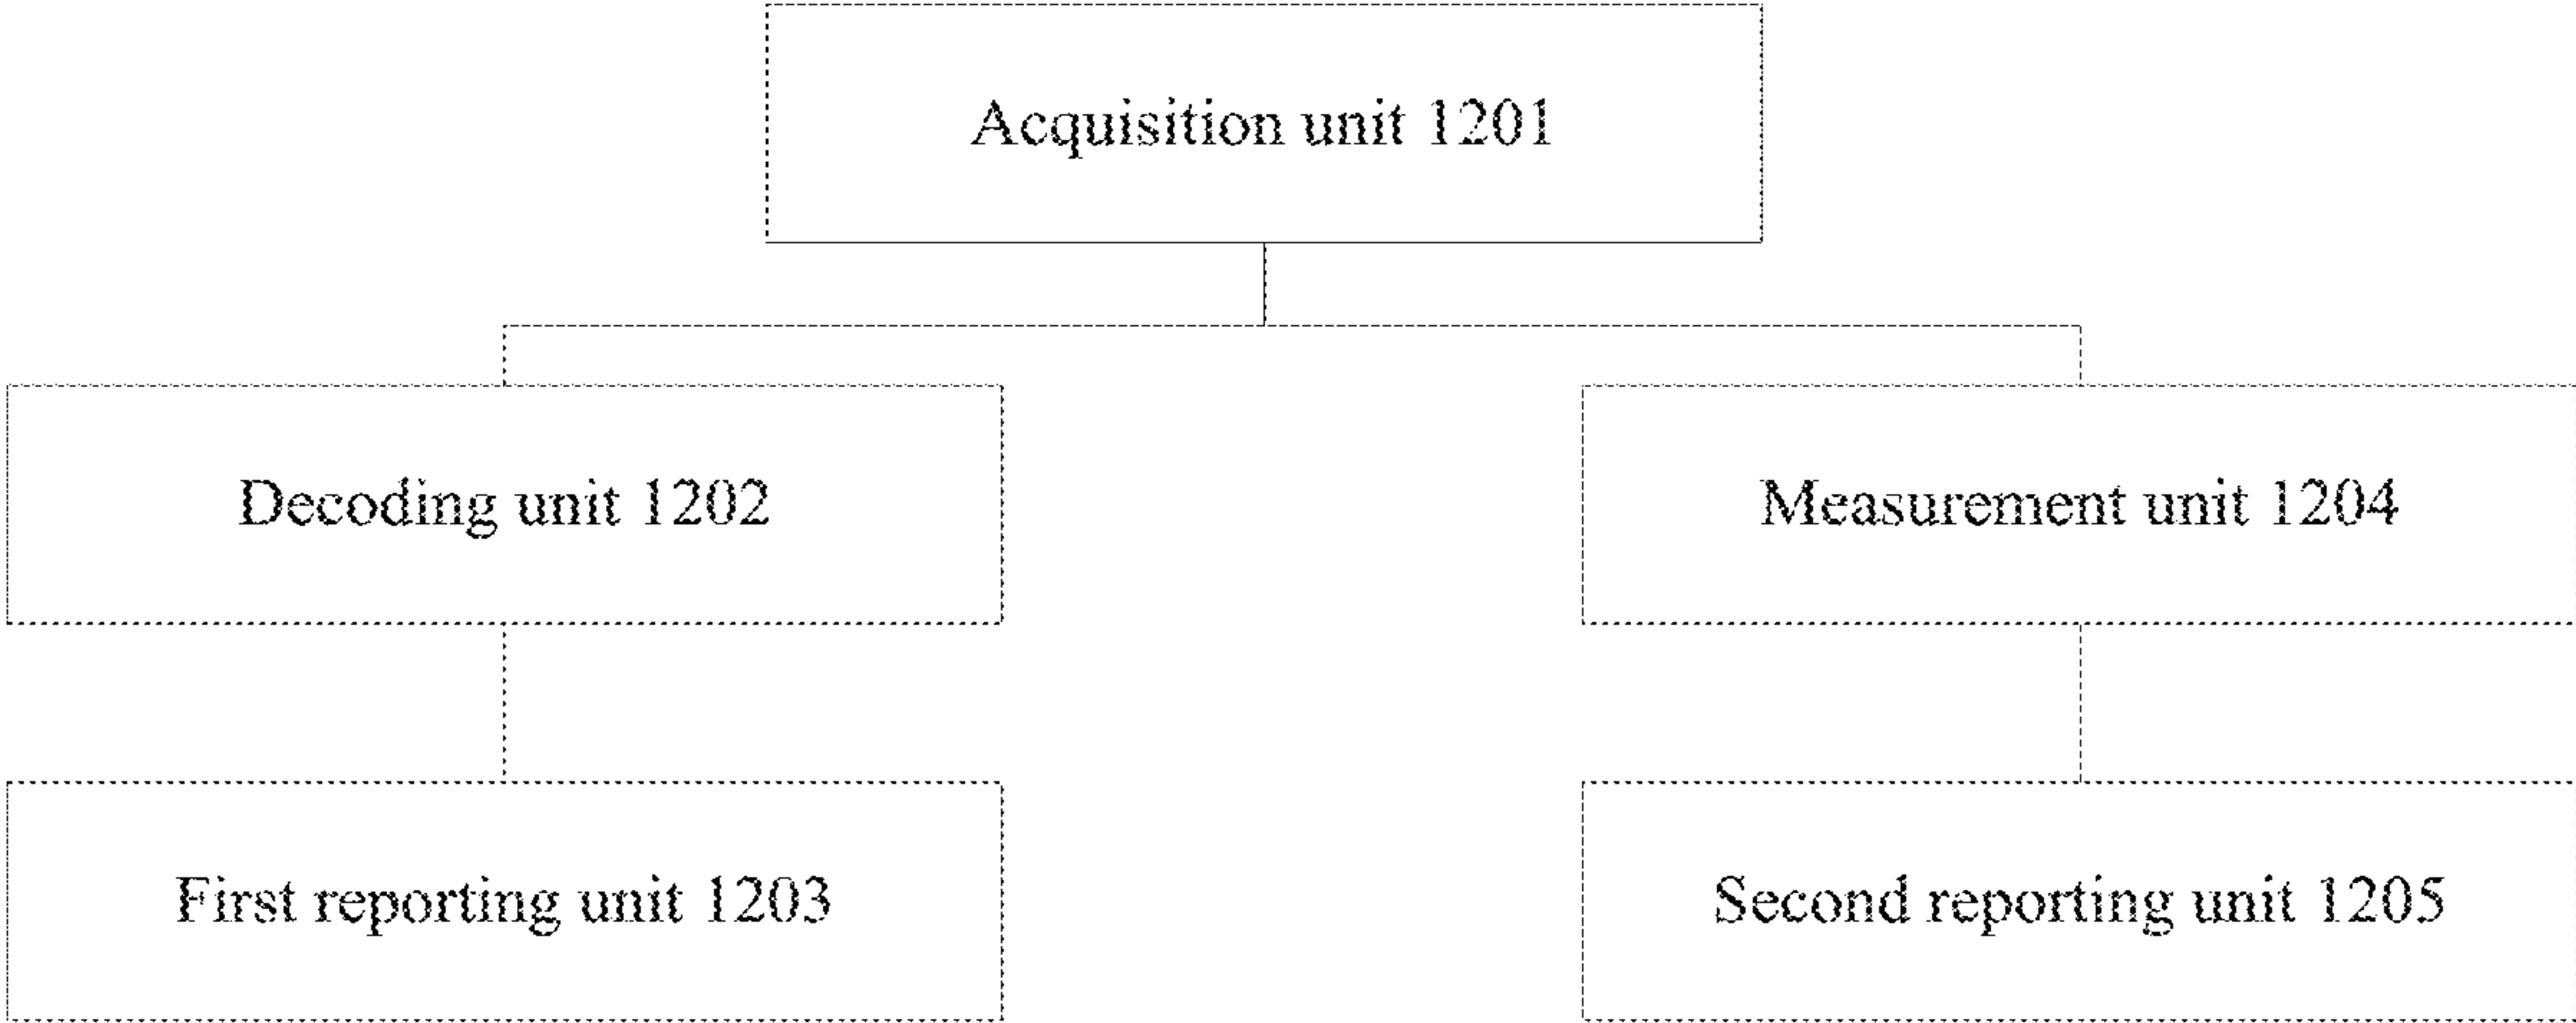 Acquisition unit 1201
Decoding unit 1202
Measurement unit 1204
First reporting unit 1203
Second reporting unit 1205